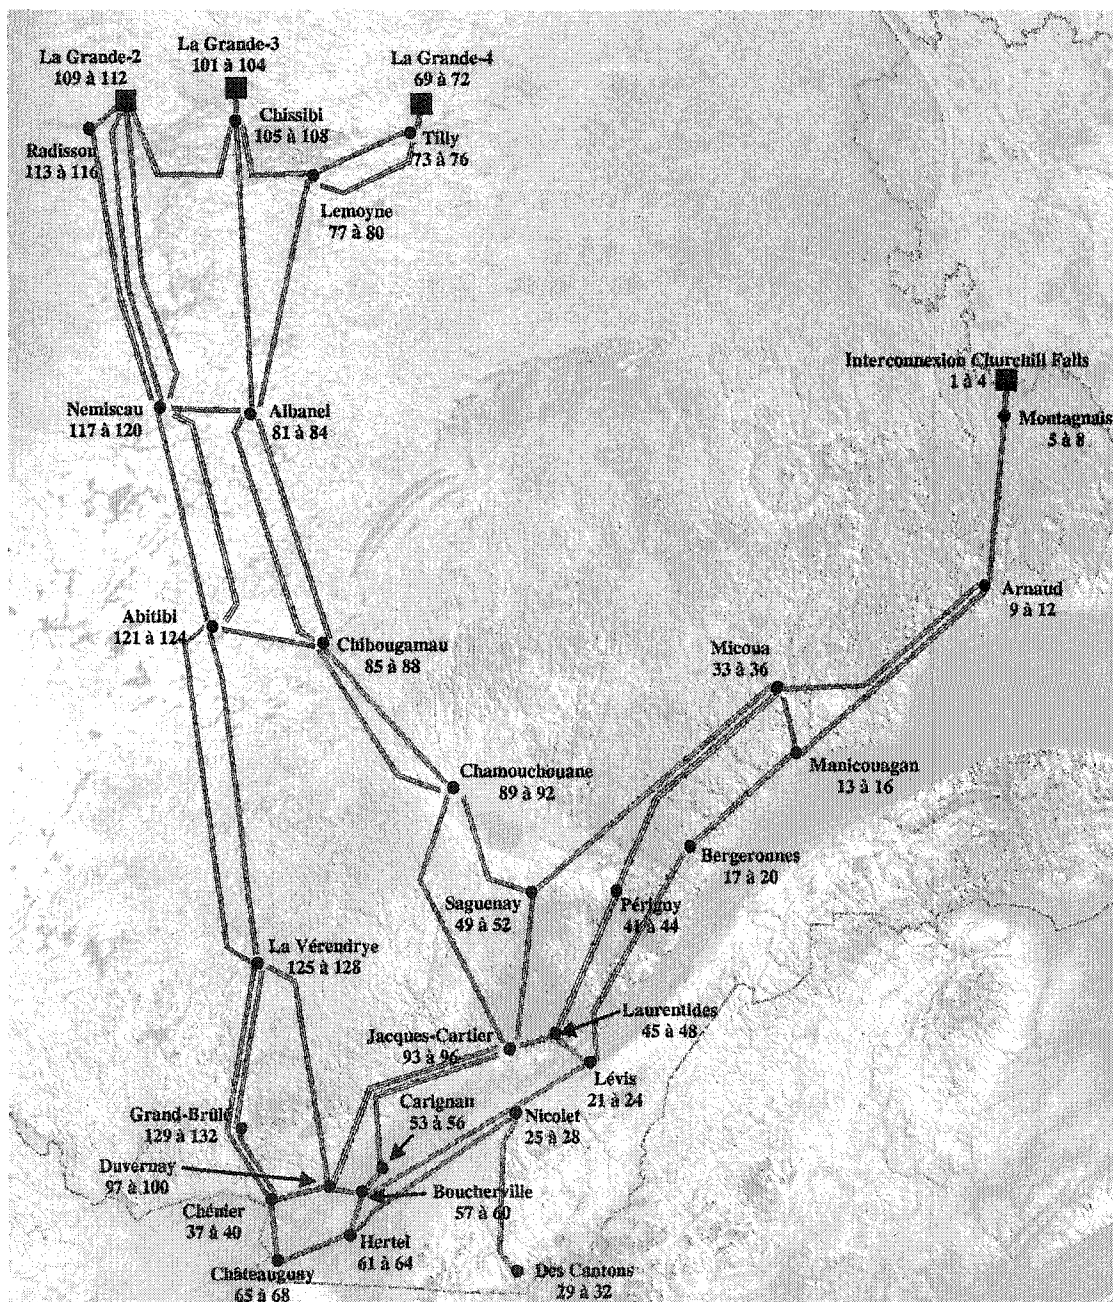 La Grande-2
109 à 112
La Grande-3
101 à 104
La Grande-4
69 à 72
Radisson
113 à 116
Chissibi
105 à 108
Tilly
73 à 76
Lemoyne
77 à 80
Interconnexion Churchill Falls
1 à 4
Montagnais
5 à 8
Nemiscau
117 à 120
Albanel
81 à 84
Arnaud
9 à 12
Abitibi
121 à 124
Chibougamau
85 à 88
Micoua
33 à 36
Manicouagan
13 à 16
Chamouchouane
89 à 92
Bergeronnes
17 à 20
Saguenay
49 à 52
Périgny
41 à 44
La Vérendrye
125 à 128
Laurentides
45 à 48
Jacques-Cartier
93 à 96
Lévis
21 à 24
Carignan
53 à 56
Nicolet
25 à 28
Grand-Brûlé
129 à 132
Duvernay
97 à 100
Boucherville
57 à 60
Chénier
37 à 40
Hertel
61 à 64
Châteauguay
65 à 68
Des Cantons
29 à 32